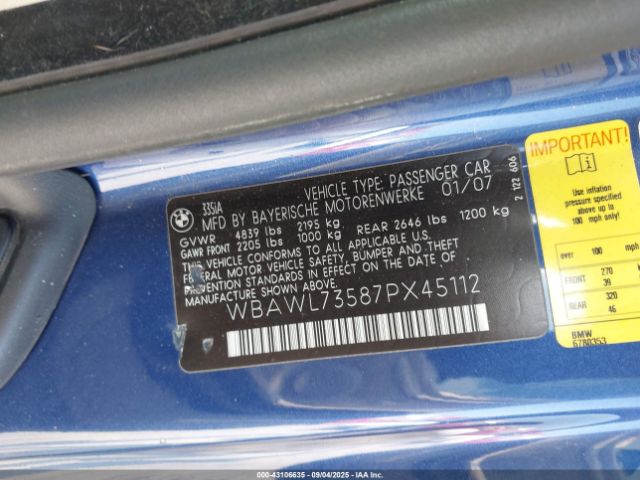 BMW
335iA
VEHICLE TYPE: PASSENGER CAR
MFD BY BAYERISCHE MOTORENWERKE 01/07
GVWR 4839 lbs 2195 kg
GAWR FRONT 2205 lbs 1000 kg REAR 2646 lbs 1200 kg
THIS VEHICLE CONFORMS TO ALL APPLICABLE U.S.
FEDERAL MOTOR VEHICLE SAFETY, BUMPER, AND THEFT
PREVENTION STANDARDS IN EFFECT ON THE DATE OF
MANUFACTURE SHOWN ABOVE.
WBAWL73587PX45112
2 122 606
IMPORTANT!
Use inflation
pressure specified
above up to
100 mph only!
over 100 mph
FRONT 270
39
REAR 320
46
BMW
6780353
© 000-43106635 - 09/04/2025 - IAAI.COM